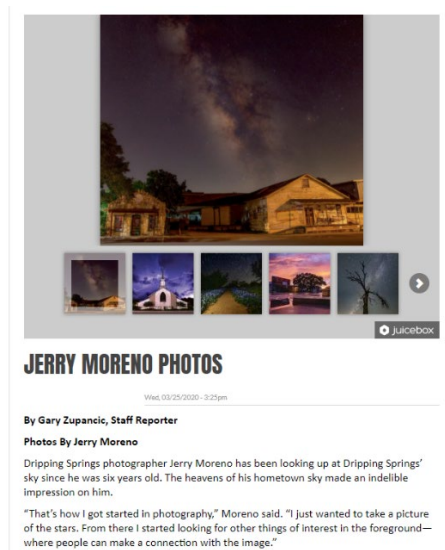 juicebox
JERRY MORENO PHOTOS
Wed, 03/25/2020 - 3:25pm
By Gary Zupancic, Staff Reporter
Photos By Jerry Moreno
Dripping Springs photographer Jerry Moreno has been looking up at Dripping Springs’
sky since he was six years old. The heavens of his hometown sky made an indelible
impression on him.
“That’s how I got started in photography,” Moreno said. “I just wanted to take a picture
of the stars. From there I started looking for other things of interest in the foreground—
where people can make a connection with the image.”